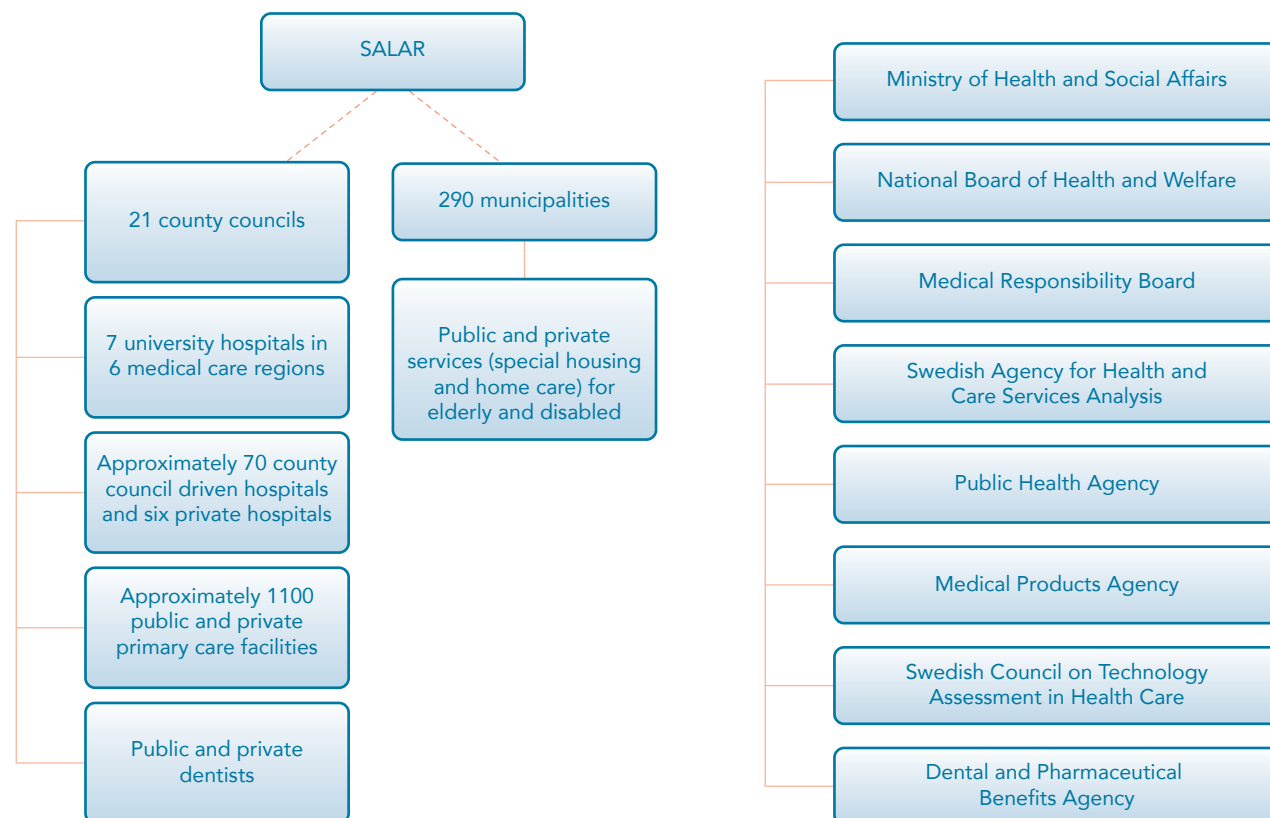 SALAR
21 county councils
7 university hospitals in
6 medical care regions
Approximately 70 county
council driven hospitals
and six private hospitals
Approximately 1100
public and private
primary care facilities
Public and private
dentists
290 municipalities
Public and private
services (special housing
and home care) for
elderly and disabled
Ministry of Health and Social Affairs
National Board of Health and Welfare
Medical Responsibility Board
Swedish Agency for Health and
Care Services Analysis
Public Health Agency
Medical Products Agency
Swedish Council on Technology
Assessment in Health Care
Dental and Pharmaceutical
Benefits Agency